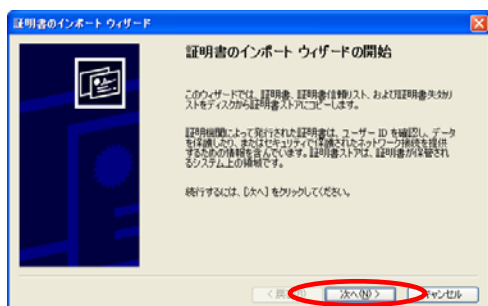 証明書のインポート ウィザード
証明書のインポート ウィザードの開始
このウィザードでは、証明書、証明書信頼リスト、および証明書失効リ
ストをディスクから証明書ストアにコピーします。
証明機関によって発行された証明書は、ユーザー ID を確認し、データ
を保護したり、またはセキュリティで保護されたネットワーク接続を提供
するための情報を含んでいます。証明書ストアは、証明書が保管され
るシステム上の領域です。
続行するには、[次へ] をクリックしてください。
次へ(N) >
キャンセル